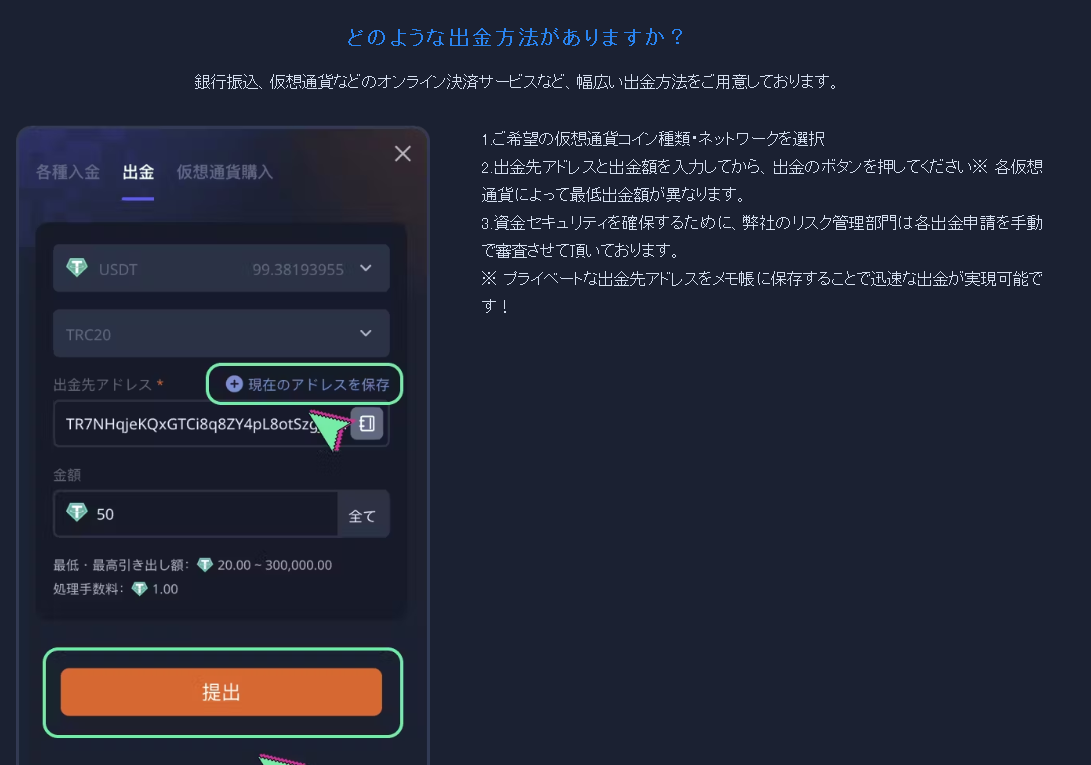 どのような出金方法がありますか？
銀行振込、仮想通貨などのオンライン決済サービスなど、幅広い出金方法をご用意しております。
各種入金 出金 仮想通貨購入
USDT 99.38193955
TRC20
出金先アドレス * 現在のアドレスを保存
TR7NHqjeKQxGTCi8q8ZY4pL8otSzg
金額
50 全て
最低・最高引き出し額： 20.00 ~ 300,000.00
処理手数料： 1.00
提出
1.ご希望の仮想通貨コイン種類・ネットワークを選択
2.出金先アドレスと出金額を入力してから、出金のボタンを押してください※ 各仮想
通貨によって最低出金額が異なります。
3.資金セキュリティを確保するために、弊社のリスク管理部門は各出金申請を手動
で審査させて頂いております。
※ プライベートな出金先アドレスをメモ帳に保存することで迅速な出金が実現可能で
す！